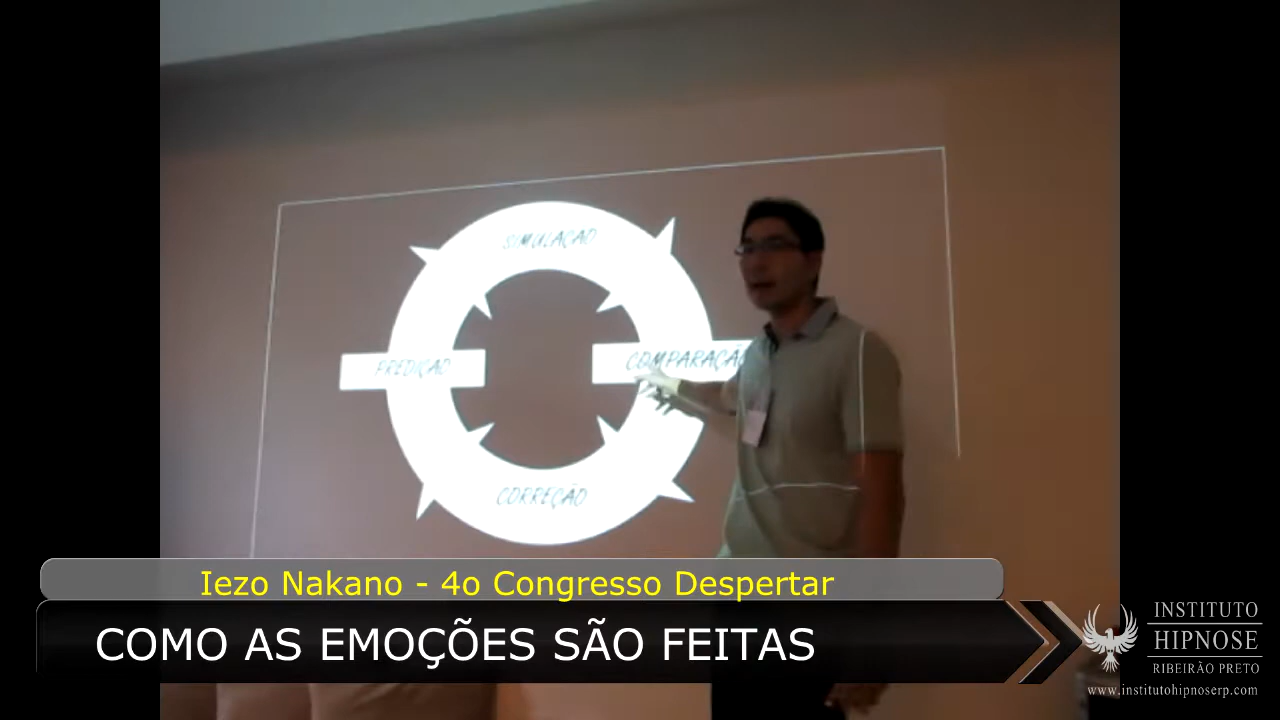 SIMULAÇÃO
PREDIÇÃO
COMPARAÇÃO
CORREÇÃO
Iezo Nakano - 4o Congresso Despertar
COMO AS EMOÇÕES SÃO FEITAS
INSTITUTO
HIPNOSE
RIBEIRÃO PRETO
www.institutohipnoserp.com